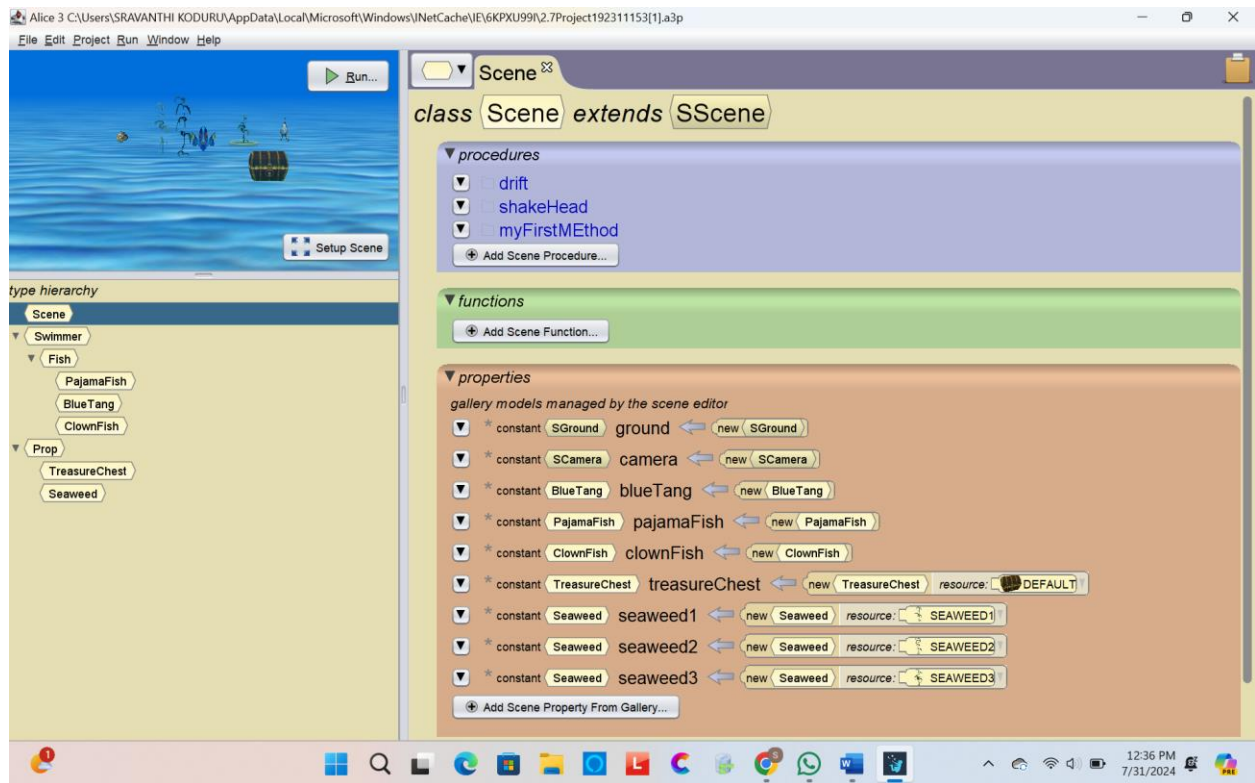 Alice 3 C:\Users\SRAVANTHI KODURU\AppData\Local\Microsoft\Windows\INetCache\IE\6KPXU99I\2.7Project192311153[1].a3p
File Edit Project Run Window Help
Run...
Setup Scene
type hierarchy
Scene
Swimmer
Fish
PajamaFish
BlueTang
ClownFish
Prop
TreasureChest
Seaweed
Scene
class Scene extends SScene
procedures
drift
shakeHead
myFirstMEthod
Add Scene Procedure...
functions
Add Scene Function...
properties
gallery models managed by the scene editor
* constant SGround ground new SGround
* constant SCamera camera new SCamera
* constant BlueTang blueTang new BlueTang
* constant PajamaFish pajamaFish new PajamaFish
* constant ClownFish clownFish new ClownFish
* constant TreasureChest treasureChest new TreasureChest resource: DEFAULT
* constant Seaweed seaweed1 new Seaweed resource: SEAWEED1
* constant Seaweed seaweed2 new Seaweed resource: SEAWEED2
* constant Seaweed seaweed3 new Seaweed resource: SEAWEED3
Add Scene Property From Gallery...
12:36 PM
7/31/2024